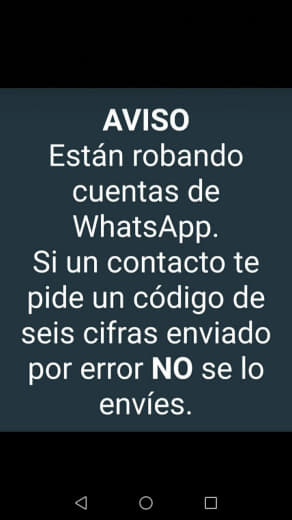 AVISO
Están robando
cuentas de
WhatsApp.
Si un contacto te
pide un código de
seis cifras enviado
por error NO se lo
envíes.